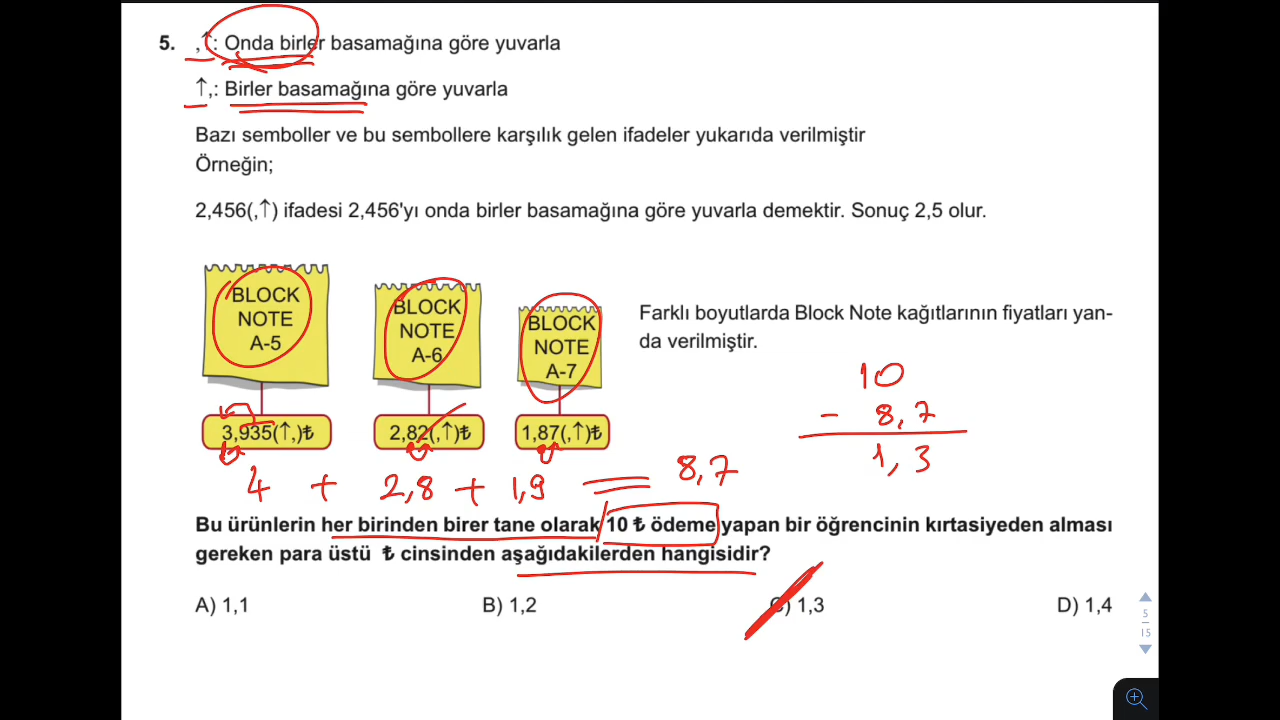 5. ,↑: Onda birler basamağına göre yuvarla
↑,: Birler basamağına göre yuvarla
Bazı semboller ve bu sembollere karşılık gelen ifadeler yukarıda verilmiştir
Örneğin;
2,456(,↑) ifadesi 2,456'yı onda birler basamağına göre yuvarla demektir. Sonuç 2,5 olur.
BLOCK
NOTE
A-5
BLOCK
NOTE
A-6
BLOCK
NOTE
A-7
3,935(↑,)₺
2,82(,↑)₺
1,87(,↑)₺
Farklı boyutlarda Block Note kağıtlarının fiyatları yan-
da verilmiştir.
10
- 8,7
1,3
4 + 2,8 + 1,9 = 8,7
Bu ürünlerin her birinden birer tane olarak 10 ₺ ödeme yapan bir öğrencinin kırtasiyeden alması
gereken para üstü ₺ cinsinden aşağıdakilerden hangisidir?
A) 1,1 B) 1,2 C) 1,3 D) 1,4
5
15